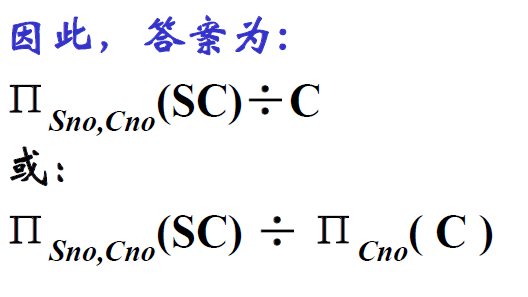 因此，答案为：
Π Sno,Cno(SC)÷C
或：
Π Sno,Cno(SC) ÷ Π Cno( C )